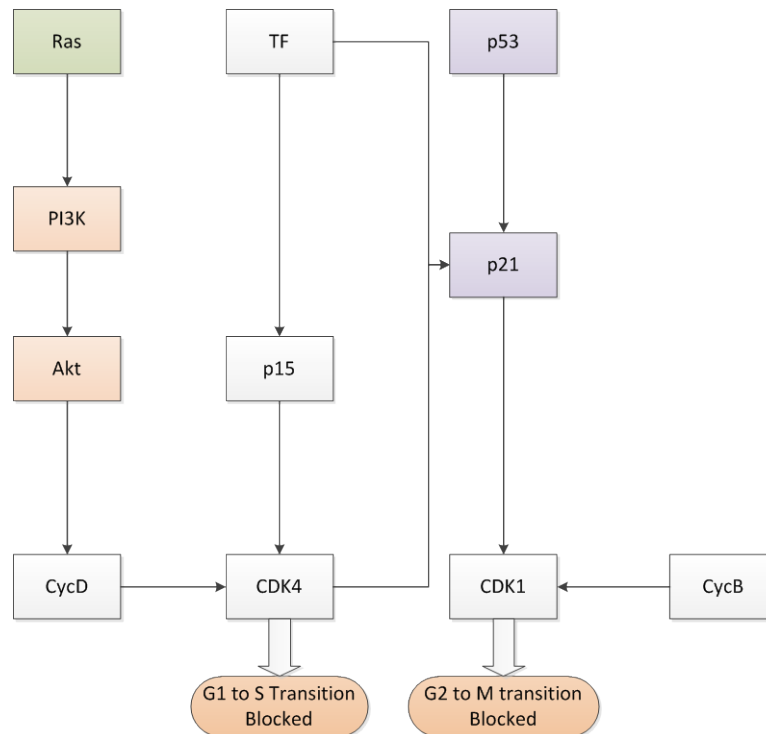 Ras
TF
p53
PI3K
p21
Akt
p15
CycD
CDK4
CDK1
CycB
G1 to S Transition
Blocked
G2 to M transition
Blocked